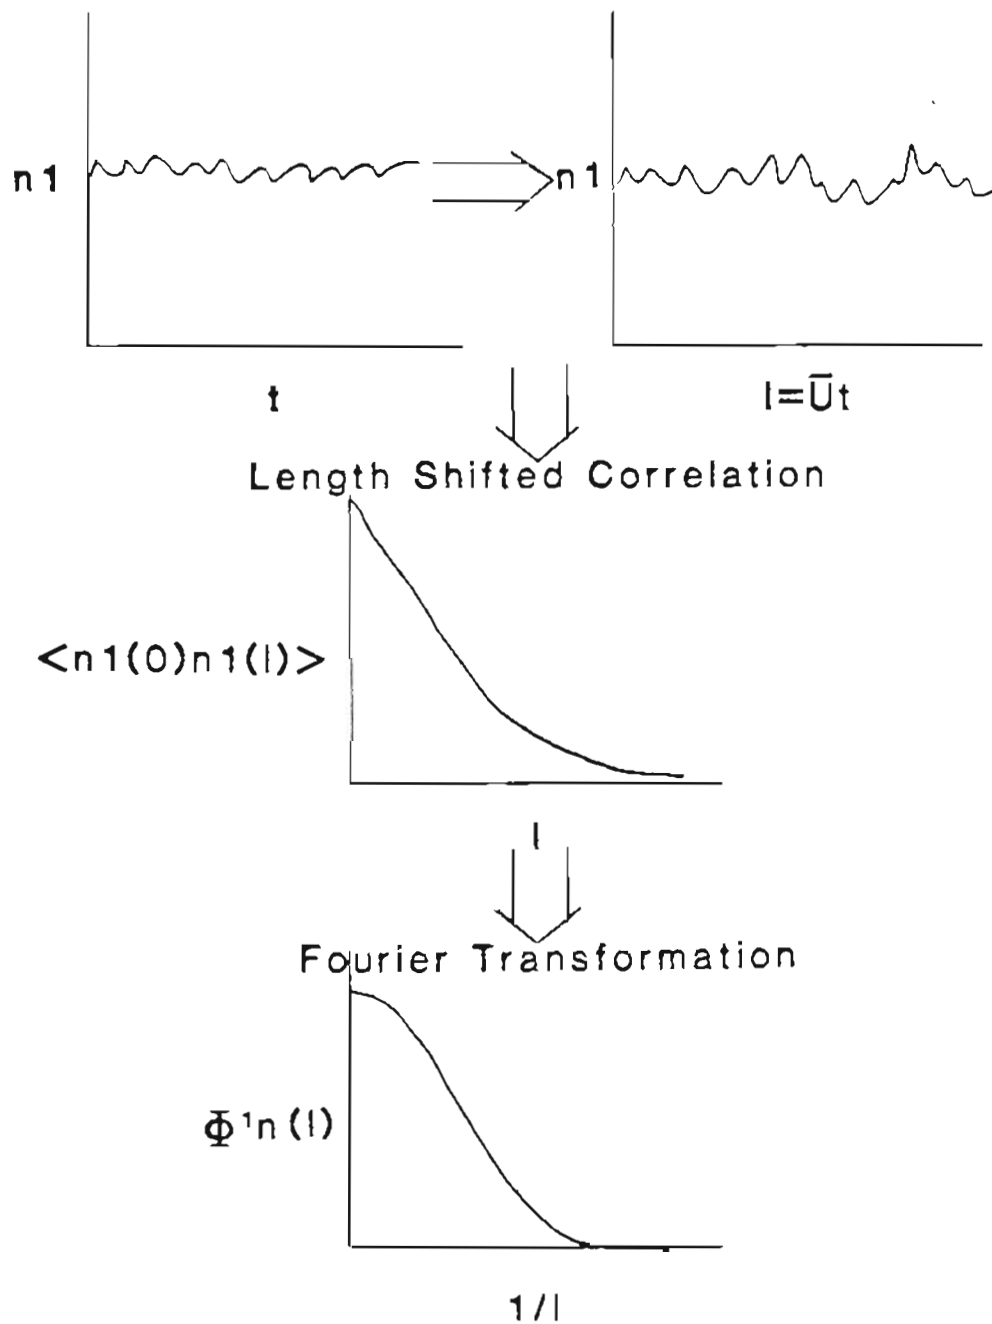 n1
n1
t
l=Ūt
Length Shifted Correlation
<n1(0)n1(l)>
l
Fourier Transformation
Φ¹n(l)
1/l